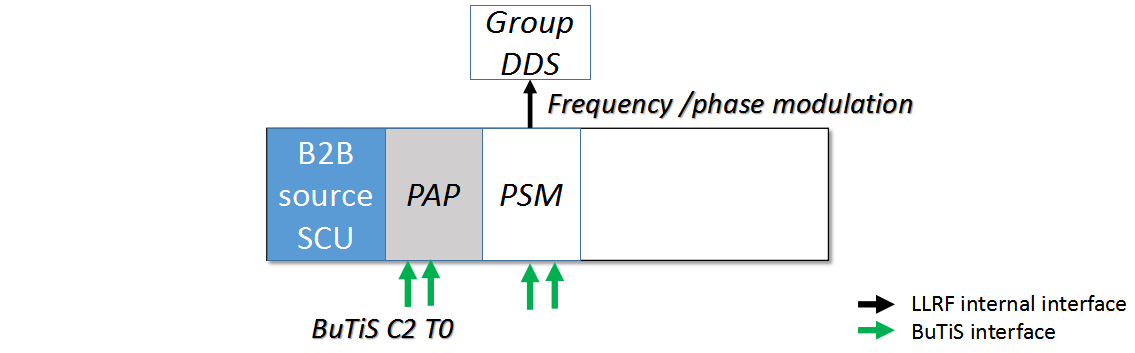 Group
DDS
Frequency /phase modulation
B2B
source
SCU
PAP
PSM
BuTiS C2 T0
LLRF internal interface
BuTiS interface